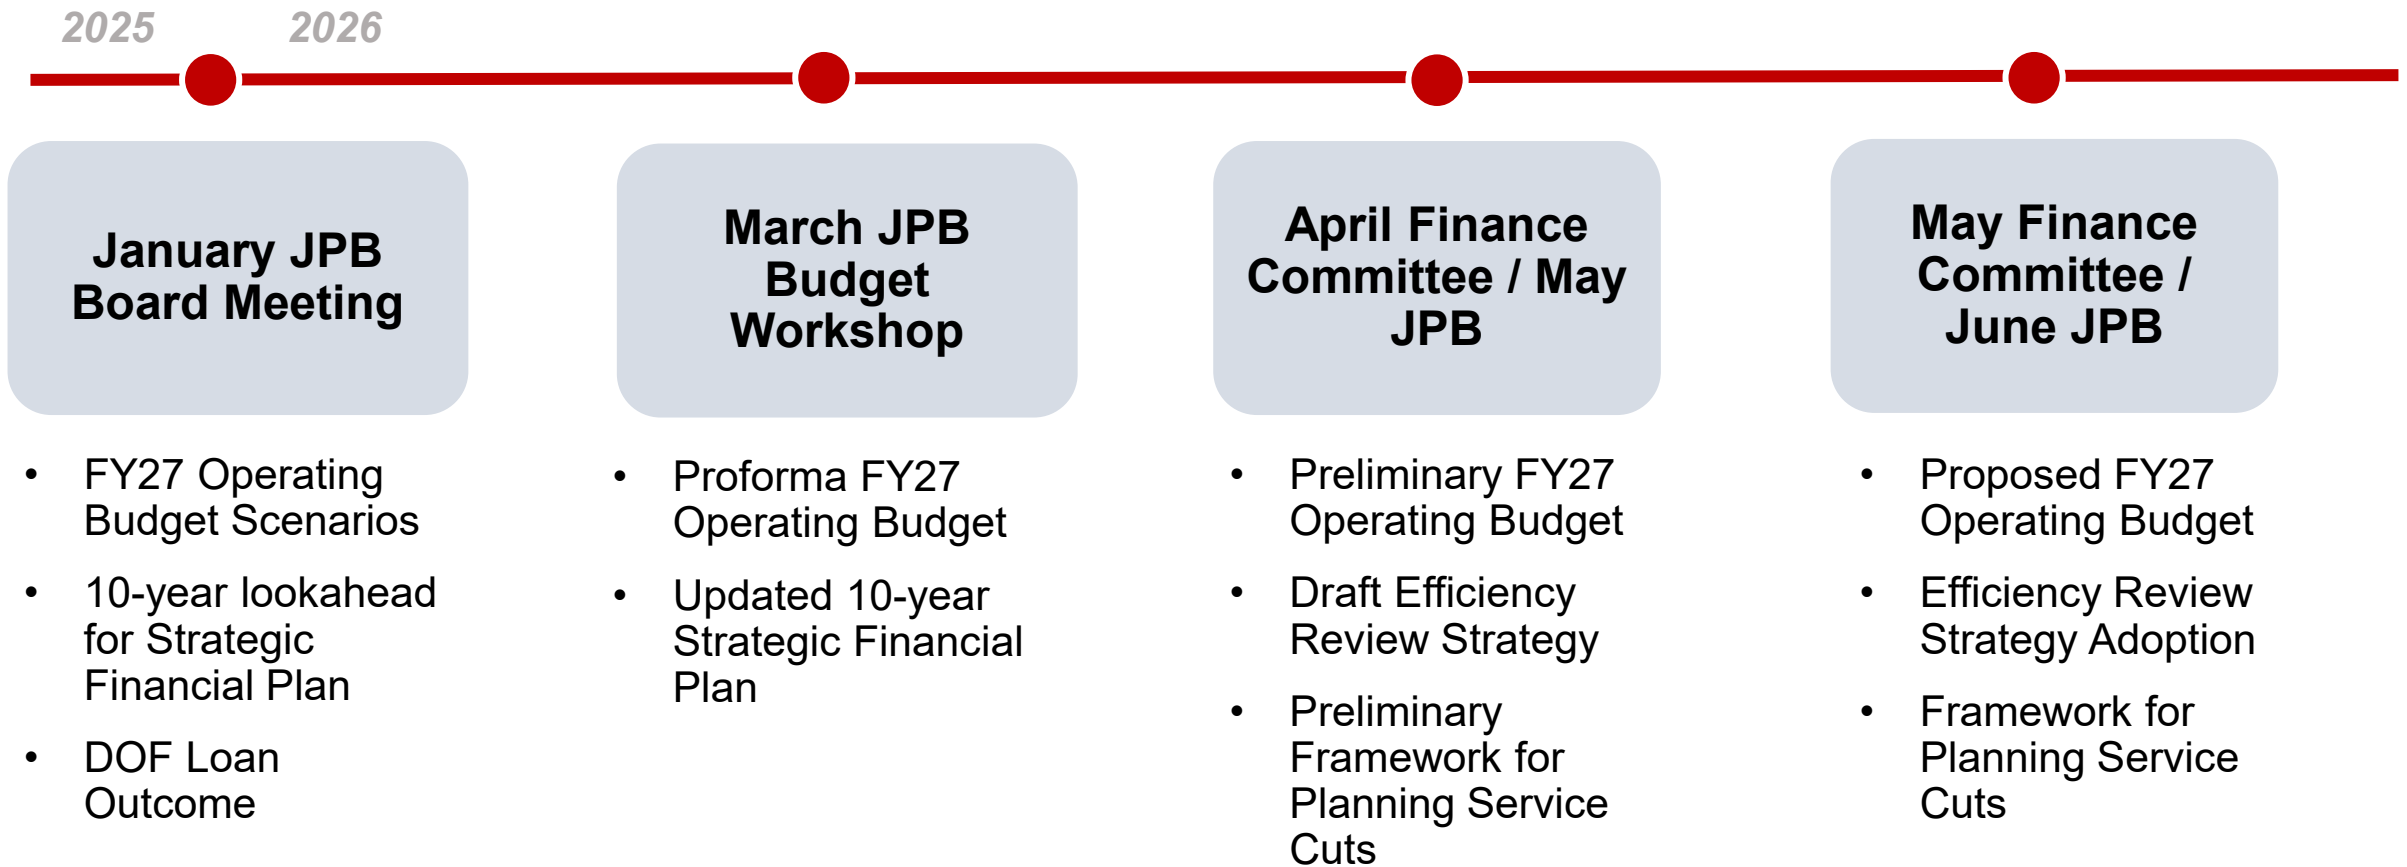 2025 2026
January JPB
Board Meeting
• FY27 Operating
Budget Scenarios
• 10-year lookahead
for Strategic
Financial Plan
• DOF Loan
Outcome
March JPB
Budget
Workshop
• Proforma FY27
Operating Budget
• Updated 10-year
Strategic Financial
Plan
April Finance
Committee / May
JPB
• Preliminary FY27
Operating Budget
• Draft Efficiency
Review Strategy
• Preliminary
Framework for
Planning Service
Cuts
May Finance
Committee /
June JPB
• Proposed FY27
Operating Budget
• Efficiency Review
Strategy Adoption
• Framework for
Planning Service
Cuts